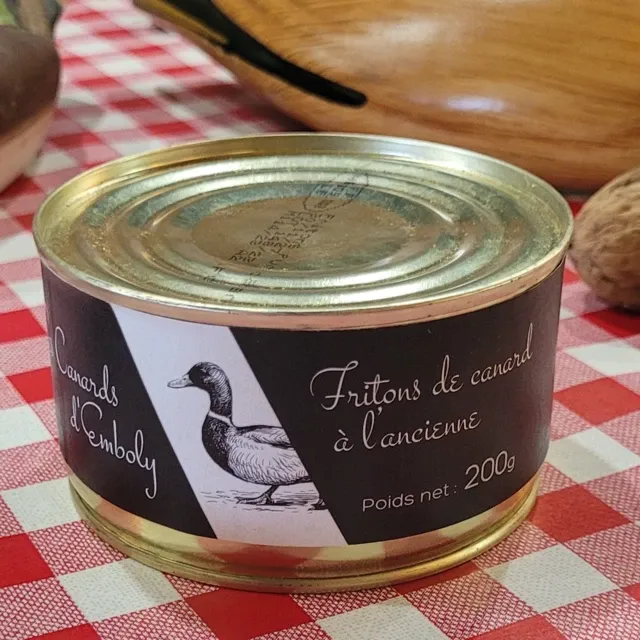 Canards
d'Emboly
Fritons de canard
à l'ancienne
Poids net : 200g